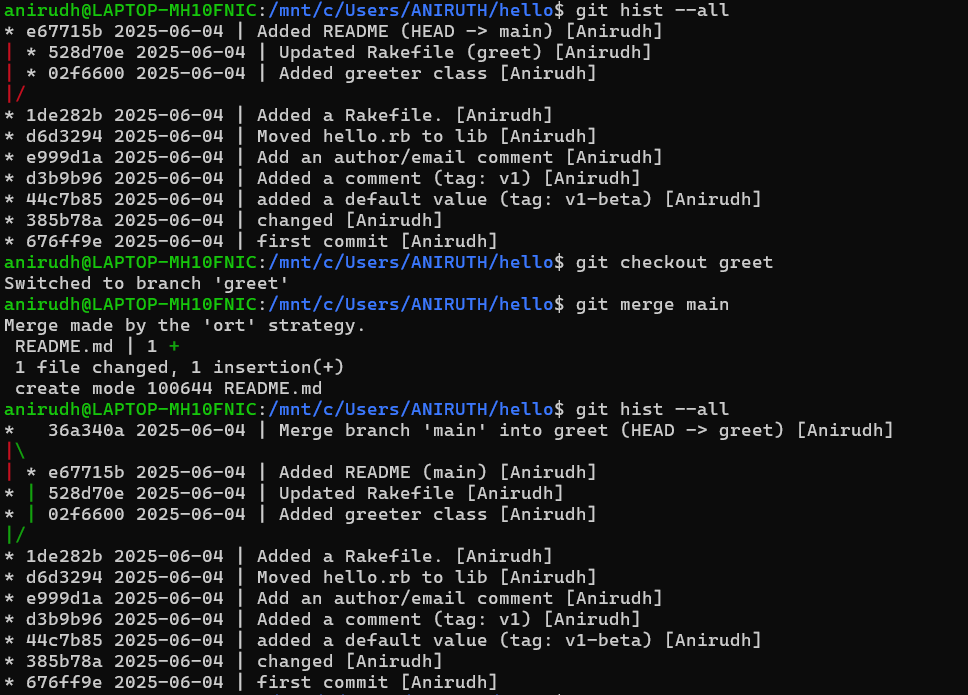 anirudh@LAPTOP-MH10FNIC:/mnt/c/Users/ANIRUTH/hello$ git hist --all
* e67715b 2025-06-04 | Added README (HEAD -> main) [Anirudh]
| * 528d70e 2025-06-04 | Updated Rakefile (greet) [Anirudh]
| * 02f6600 2025-06-04 | Added greeter class [Anirudh]
|/
* 1de282b 2025-06-04 | Added a Rakefile. [Anirudh]
* d6d3294 2025-06-04 | Moved hello.rb to lib [Anirudh]
* e999d1a 2025-06-04 | Add an author/email comment [Anirudh]
* d3b9b96 2025-06-04 | Added a comment (tag: v1) [Anirudh]
* 44c7b85 2025-06-04 | added a default value (tag: v1-beta) [Anirudh]
* 385b78a 2025-06-04 | changed [Anirudh]
* 676ff9e 2025-06-04 | first commit [Anirudh]
anirudh@LAPTOP-MH10FNIC:/mnt/c/Users/ANIRUTH/hello$ git checkout greet
Switched to branch 'greet'
anirudh@LAPTOP-MH10FNIC:/mnt/c/Users/ANIRUTH/hello$ git merge main
Merge made by the 'ort' strategy.
 README.md | 1 +
 1 file changed, 1 insertion(+)
 create mode 100644 README.md
anirudh@LAPTOP-MH10FNIC:/mnt/c/Users/ANIRUTH/hello$ git hist --all
*   36a340a 2025-06-04 | Merge branch 'main' into greet (HEAD -> greet) [Anirudh]
|\
| * e67715b 2025-06-04 | Added README (main) [Anirudh]
* | 528d70e 2025-06-04 | Updated Rakefile [Anirudh]
* | 02f6600 2025-06-04 | Added greeter class [Anirudh]
|/
* 1de282b 2025-06-04 | Added a Rakefile. [Anirudh]
* d6d3294 2025-06-04 | Moved hello.rb to lib [Anirudh]
* e999d1a 2025-06-04 | Add an author/email comment [Anirudh]
* d3b9b96 2025-06-04 | Added a comment (tag: v1) [Anirudh]
* 44c7b85 2025-06-04 | added a default value (tag: v1-beta) [Anirudh]
* 385b78a 2025-06-04 | changed [Anirudh]
* 676ff9e 2025-06-04 | first commit [Anirudh]